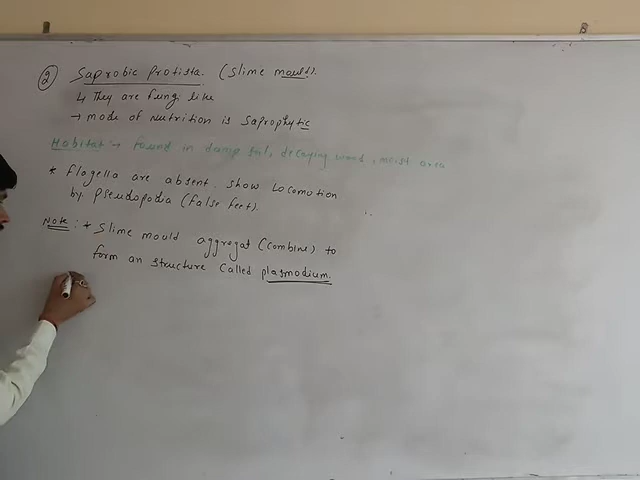 ② Saprobic Protista. (Slime mould).
↳ They are fungi like
→ mode of Nutrition is Saprophytic
Habitat :→ found in damp soil, decaying wood, moist area
* flagella are absent. Show Locomotion
by Pseudopodia (False feet).
Note : * Slime mould aggregat (combine) to
form an structure called plasmodium.